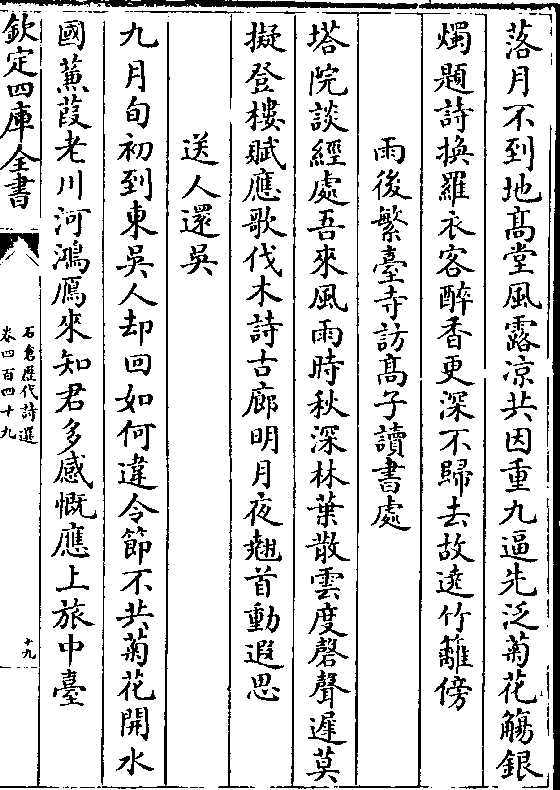 落月不到地高堂風露凉共因重九逼先泛菊花觴銀
燭題詩換羅衣客醉香更深不歸去故遶竹籬傍
雨後繁臺寺訪高子讀書處
塔院談經處吾來風雨時秋深林葉散雲度磬聲遲莫
擬登樓賦應歌伐木詩古廊明月夜翹首動遐思
送人還吳
九月旬初到東吳人却回如何違令節不共菊花開水
國蒹葭老川河鴻鴈來知君多感慨應上旅中臺
欽定四庫全書
石倉歷代詩選
卷四百四十九
十九